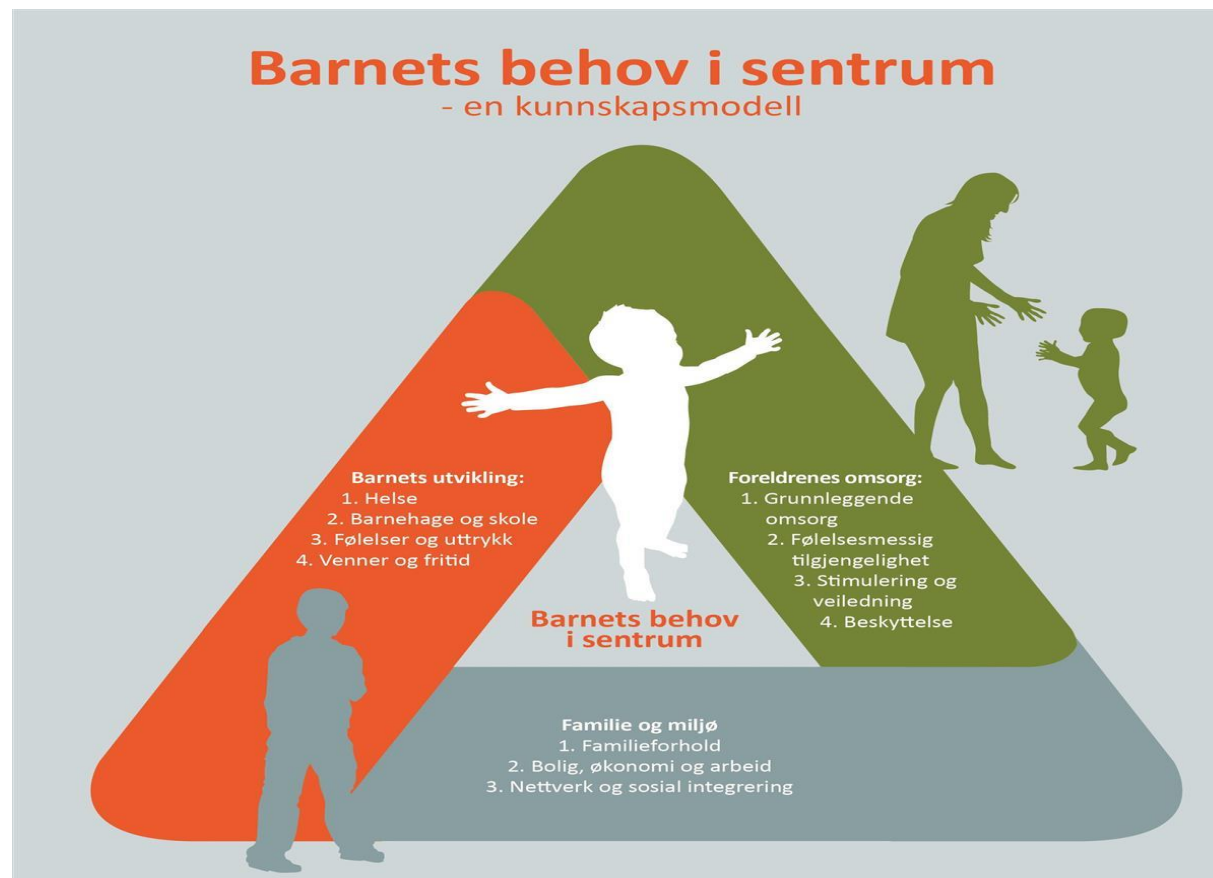 Barnets behov i sentrum
- en kunnskapsmodell
Barnets utvikling:
1. Helse
2. Barnehage og skole
3. Følelser og uttrykk
4. Venner og fritid
Foreldrenes omsorg:
1. Grunnleggende
omsorg
2. Følelsesmessig
tilgjengelighet
3. Stimulering og
veiledning
4. Beskyttelse
Barnets behov
i sentrum
Familie og miljø
1. Familieforhold
2. Bolig, økonomi og arbeid
3. Nettverk og sosial integrering